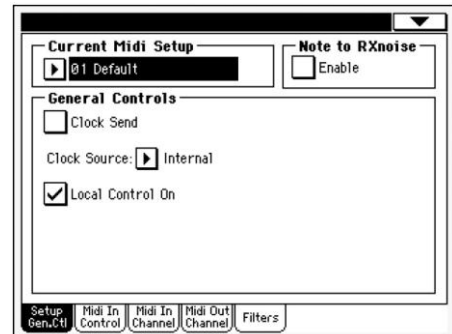 Current Midi Setup
01 Default
Note to RXnoise
Enable
General Controls
Clock Send
Clock Source: Internal
Local Control On
Setup Gen.Ctl
Midi In Control
Midi In Channel
Midi Out Channel
Filters